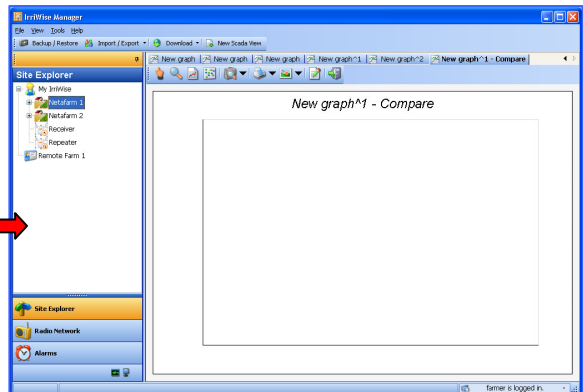 IrriWise Manager
File View Tools Help
Backup / Restore Import / Export Download New Scada View
New graph New graph New graph New graph^1 New graph^2 New graph^1 - Compare
Site Explorer
My IrriWise
Netafarm 1
Netafarm 2
Receiver
Repeater
Remote Farm 1
New graph^1 - Compare
Site Explorer
Radio Network
Alarms
farmer is logged in.